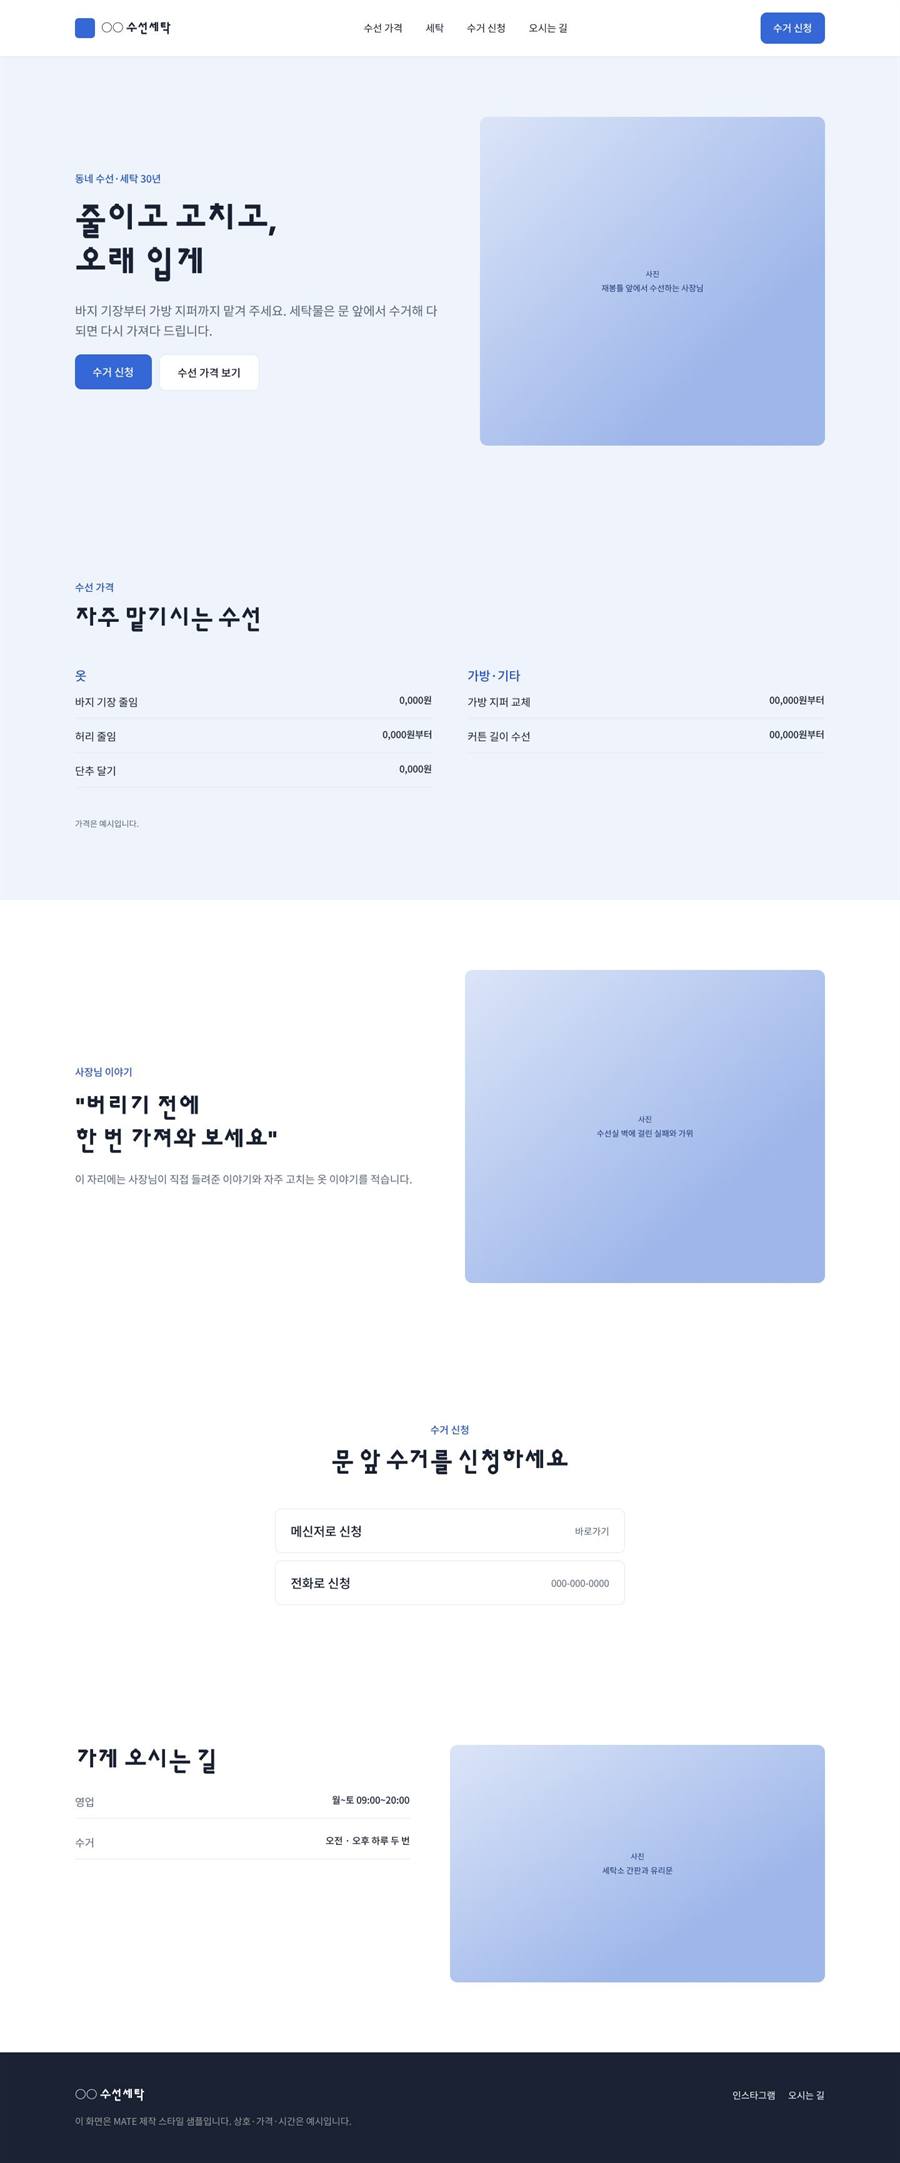 ○○ 수선세탁
수선 가격
세탁
수거 신청
오시는 길
수거 신청
동네 수선·세탁 30년
줄이고 고치고,
오래 입게
바지 기장부터 가방 지퍼까지 맡겨 주세요. 세탁물은 문 앞에서 수거해 다
되면 다시 가져다 드립니다.
수거 신청
수선 가격 보기
사진
재봉틀 앞에서 수선하는 사장님
수선 가격
자주 맡기시는 수선
옷
바지 기장 줄임 0,000원
허리 줄임 0,000원부터
단추 달기 0,000원
가방·기타
가방 지퍼 교체 00,000원부터
커튼 길이 수선 00,000원부터
가격은 예시입니다.
사장님 이야기
"버리기 전에
한 번 가져와 보세요"
이 자리에는 사장님이 직접 들려준 이야기와 자주 고치는 옷 이야기를 적습니다.
사진
수선실 벽에 걸린 실패와 가위
수거 신청
문 앞 수거를 신청하세요
메신저로 신청 바로가기
전화로 신청 000-000-0000
가게 오시는 길
영업 월~토 09:00~20:00
수거 오전 · 오후 하루 두 번
사진
세탁소 간판과 유리문
○○ 수선세탁
이 화면은 MATE 제작 스타일 샘플입니다. 상호·가격·시간은 예시입니다.
인스타그램
오시는 길